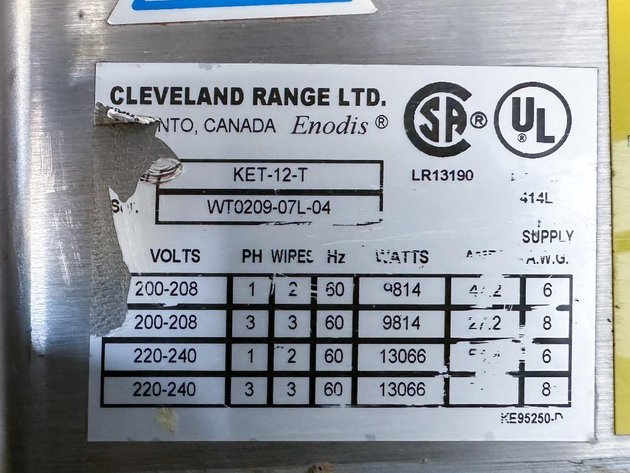 CLEVELAND RANGE LTD.
NTO, CANADA Enodis ®
SA ®
UL ®
LR13190
414L
KET-12-T
WT0209-07L-04
SUPPLY
VOLTS PH WIRES Hz WATTS A.W.G.
200-208 1 2 60 9814 6
200-208 3 3 60 9814 8
220-240 1 2 60 13066 6
220-240 3 3 60 13066 8
KE95250-D